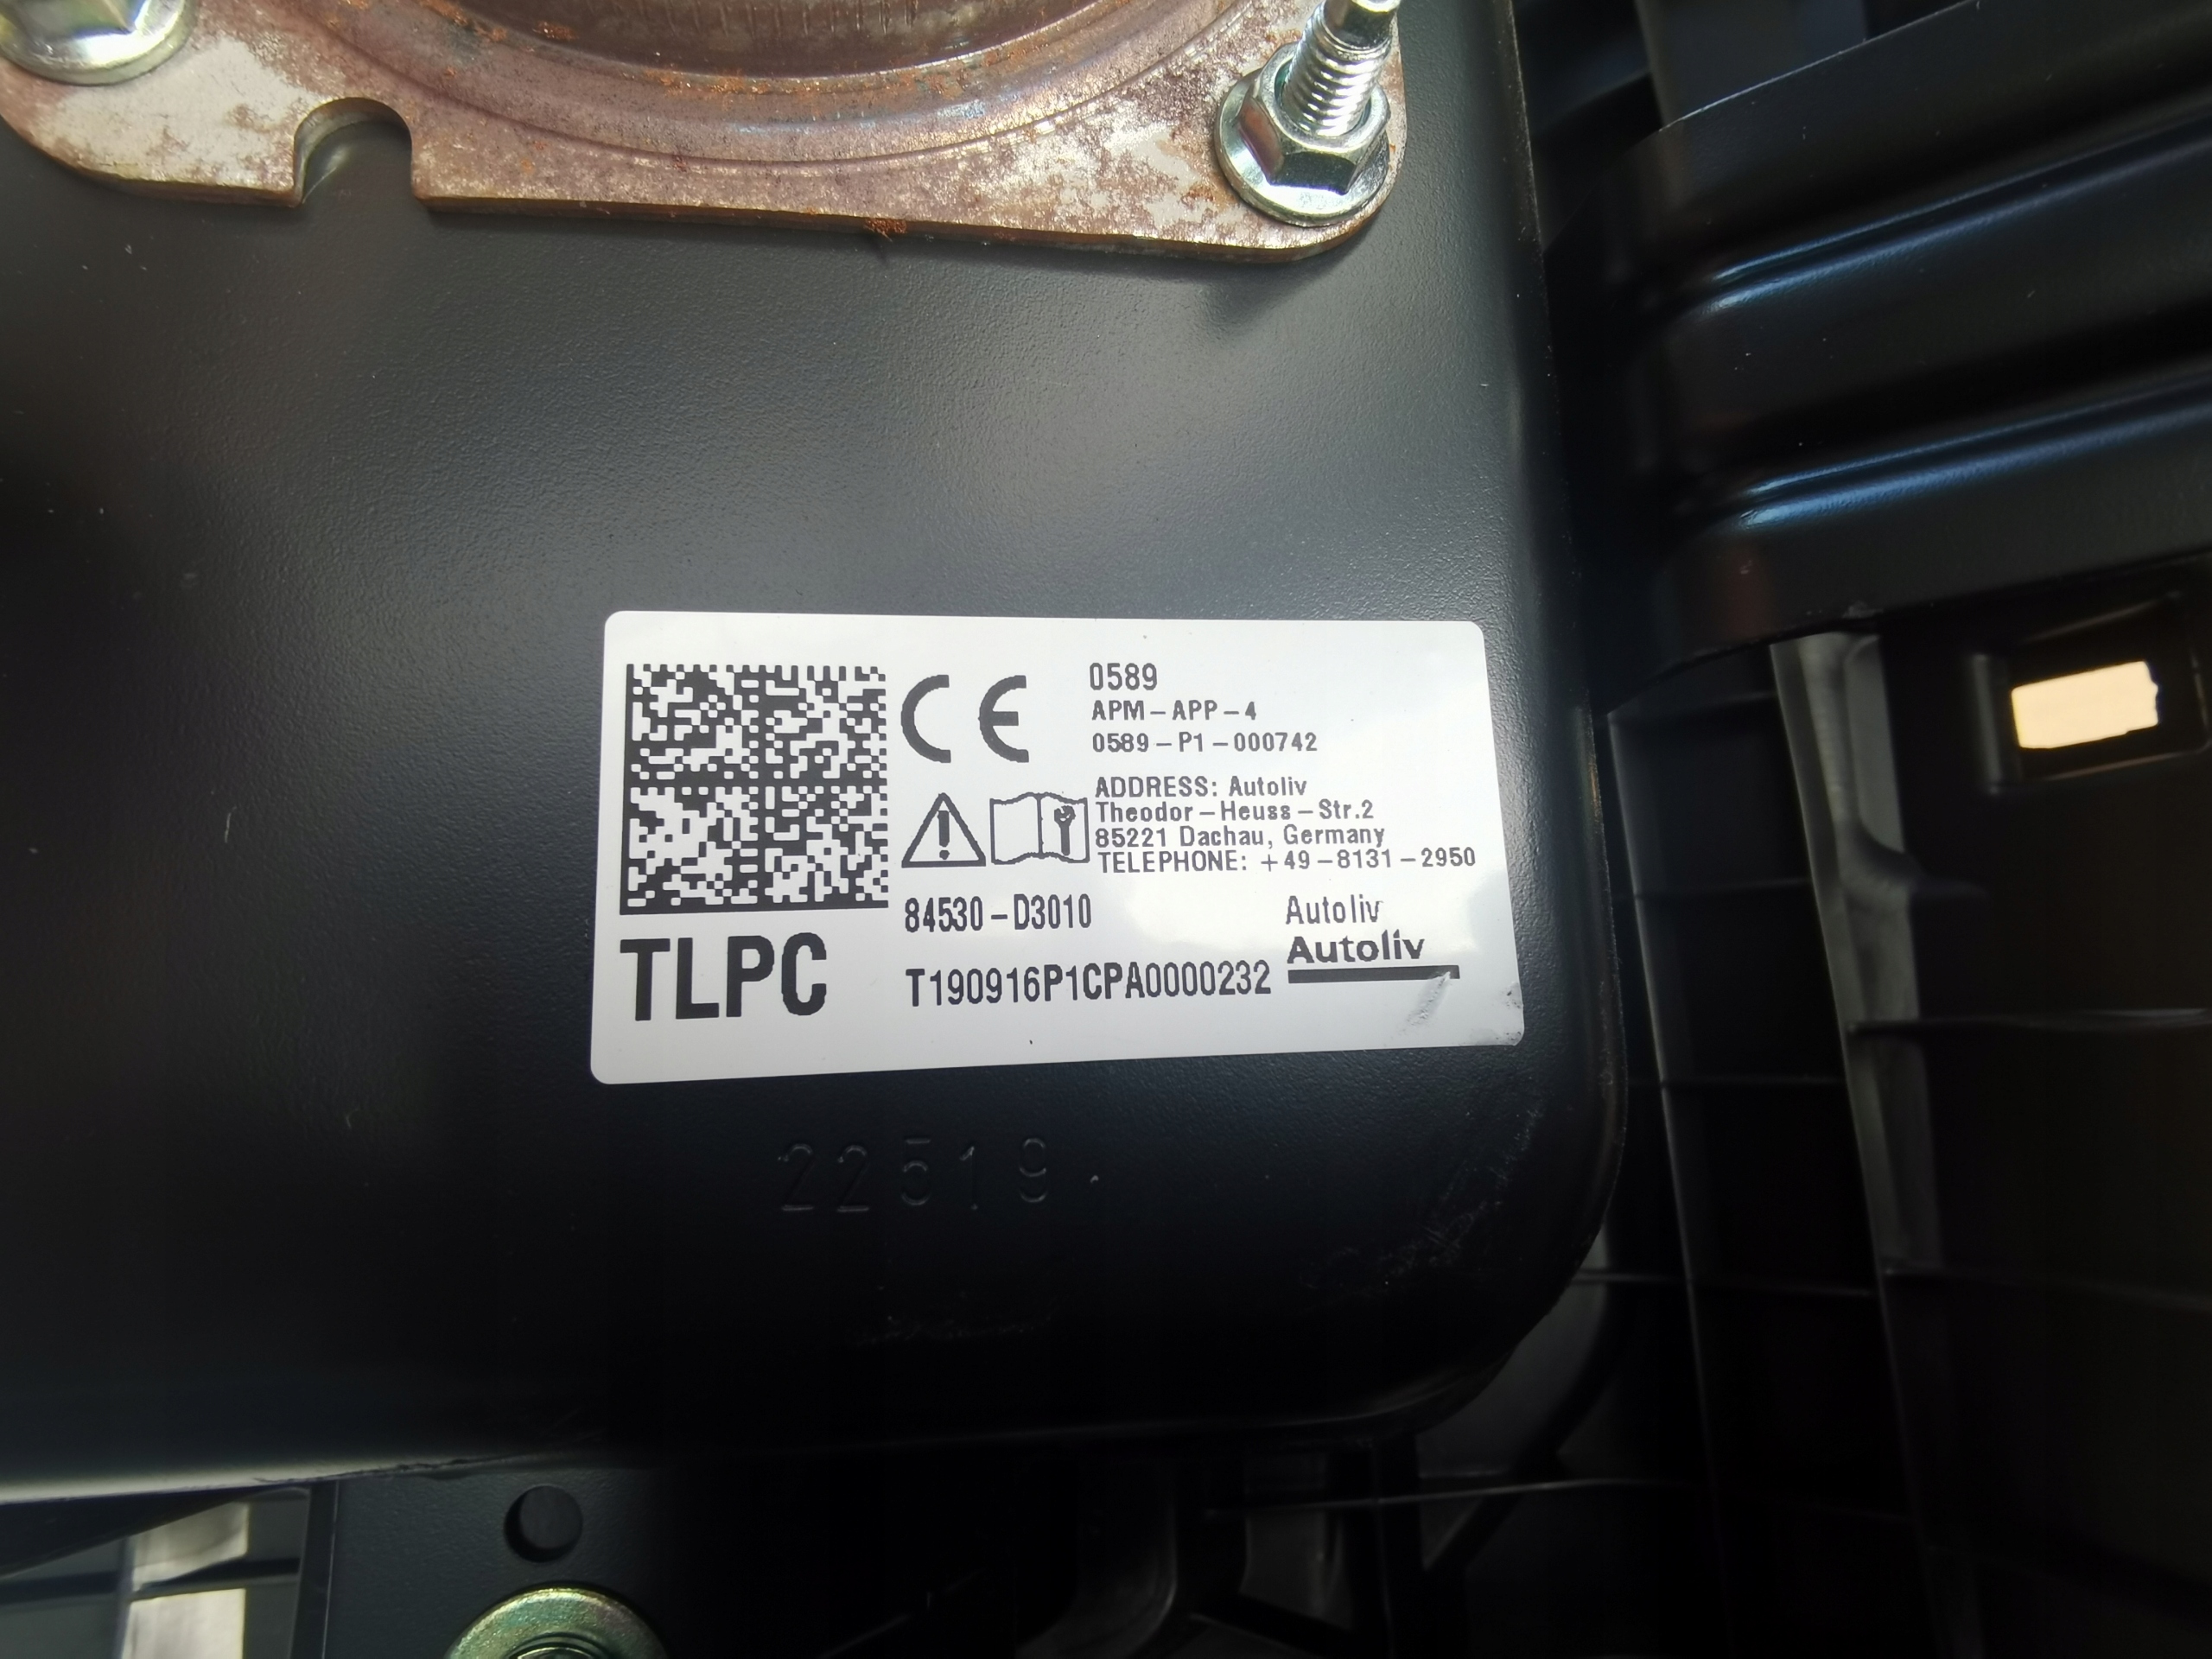 CE
0589
APM-APP-4
0589-P1-000742
ADDRESS: Autoliv
Theodor-Heuss-Str.2
85221 Dachau, Germany
TELEPHONE: +49-8131-2950
84530-D3010
Autoliv
Autoliv
TLPC
T190916P1CPA0000232
22519